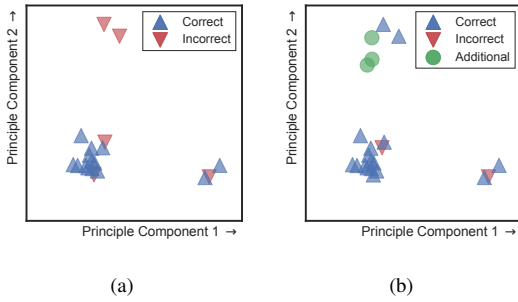 Principle Component 2 →
Correct
Incorrect
Principle Component 1 →
(a)
Principle Component 2 →
Correct
Incorrect
Additional
Principle Component 1 →
(b)